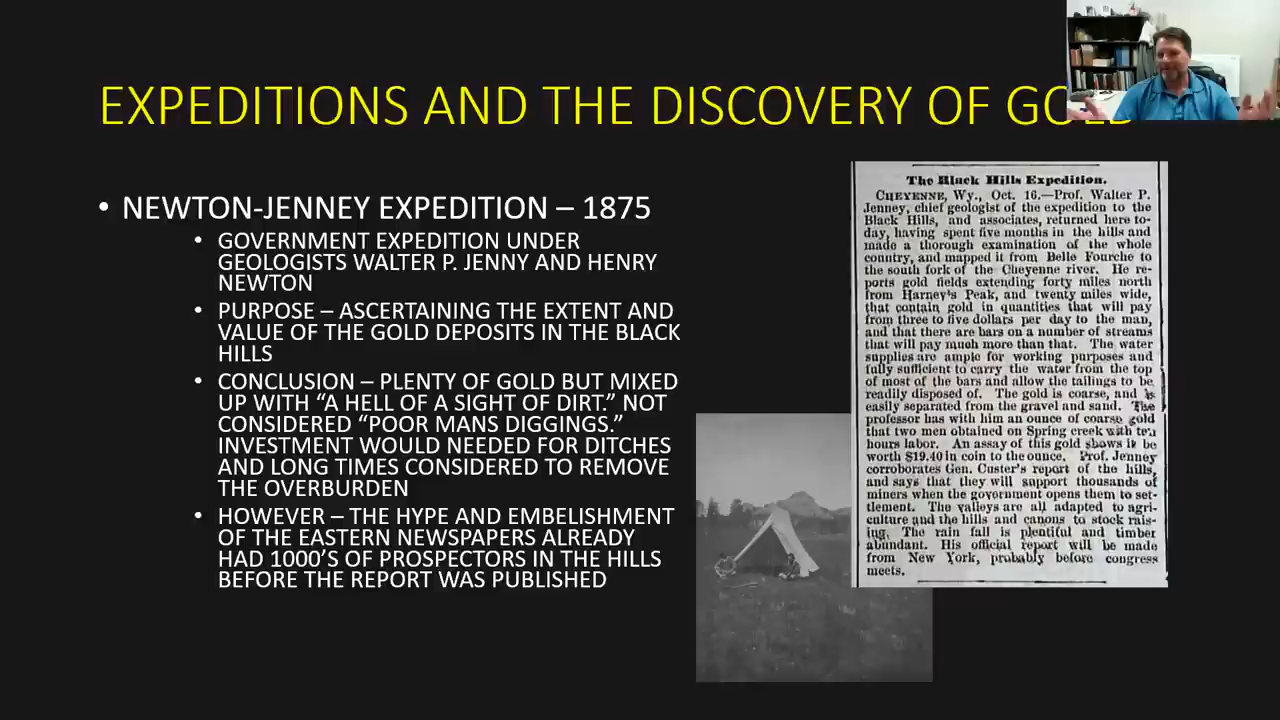 EXPEDITIONS AND THE DISCOVERY OF GOLD
• NEWTON-JENNEY EXPEDITION – 1875
• GOVERNMENT EXPEDITION UNDER
GEOLOGISTS WALTER P. JENNY AND HENRY
NEWTON
• PURPOSE – ASCERTAINING THE EXTENT AND
VALUE OF THE GOLD DEPOSITS IN THE BLACK
HILLS
• CONCLUSION – PLENTY OF GOLD BUT MIXED
UP WITH “A HELL OF A SIGHT OF DIRT.” NOT
CONSIDERED “POOR MANS DIGGINGS.”
INVESTMENT WOULD NEEDED FOR DITCHES
AND LONG TIMES CONSIDERED TO REMOVE
THE OVERBURDEN
• HOWEVER – THE HYPE AND EMBELISHMENT
OF THE EASTERN NEWSPAPERS ALREADY
HAD 1000’S OF PROSPECTORS IN THE HILLS
BEFORE THE REPORT WAS PUBLISHED
The Black Hills Expedition.
CHEYENNE, Wy., Oct. 16.—Prof. Walter P.
Jenney, chief geologist of the expedition to the
Black Hills, and associates, returned here to-
day, having spent five months in the hills and
made a thorough examination of the whole
country, and mapped it from Belle Fourche to
the south fork of the Cheyenne river. He re-
ports gold fields extending forty miles north
from Harney's Peak, and twenty miles wide,
that contain gold in quantities that will pay
from three to five dollars per day to the man,
and that there are bars on a number of streams
that will pay much more than that. The water
supplies are ample for working purposes and
fully sufficient to carry the water from the top
of most of the bars and allow the tailings to be
readily disposed of. The gold is coarse, and is
easily separated from the gravel and sand. The
professor has with him an ounce of coarse gold
that two men obtained on Spring creek with ten
hours labor. An assay of this gold shows it be
worth $19.40 in coin to the ounce. Prof. Jenney
corroborates Gen. Custer's report of the hills,
and says that they will support thousands of
miners when the government opens them to set-
tlement. The valleys are all adapted to agri-
culture and the hills and canons to stock rais-
ing. The rain fall is plentiful and timber
abundant. His official report will be made
from New York, probably before congress
meets.